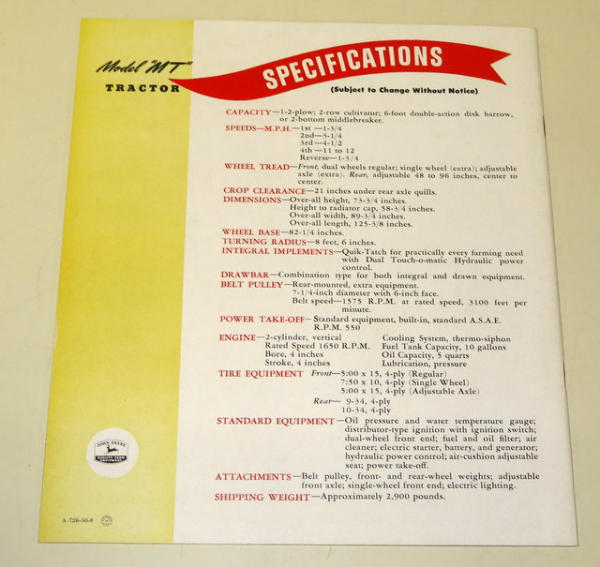 Model "MT"
TRACTOR
SPECIFICATIONS
(Subject to Change Without Notice)
CAPACITY—1-2-plow; 2-row cultivator; 6-foot double-action disk harrow,
or 2-bottom middlebreaker.
SPEEDS—M.P.H.—1st —1-3/4
2nd—3-1/4
3rd—4-1/2
4th —11 to 12
Reverse—1-3/4
WHEEL TREAD—Front, dual wheels regular; single wheel (extra); adjustable
axle (extra). Rear, adjustable 48 to 96 inches, center to
center.
CROP CLEARANCE—21 inches under rear axle quills.
DIMENSIONS—Over-all height, 73-3/4 inches.
Height to radiator cap, 58-3/4 inches.
Over-all width, 89-3/4 inches.
Over-all length, 125-3/8 inches.
WHEEL BASE—82-1/4 inches.
TURNING RADIUS—8 feet, 6 inches.
INTEGRAL IMPLEMENTS—Quik-Tatch for practically every farming need
with Dual Touch-o-matic Hydraulic power
control.
DRAWBAR—Combination type for both integral and drawn equipment.
BELT PULLEY—Rear-mounted, extra equipment.
7-1/4-inch diameter with 6-inch face.
Belt speed—1575 R.P.M. at rated speed, 3100 feet per
minute.
POWER TAKE-OFF—Standard equipment, built-in, standard A.S.A.E.
R.P.M. 550
ENGINE—2-cylinder, vertical
Rated Speed 1650 R.P.M.
Bore, 4 inches
Stroke, 4 inches
Cooling System, thermo-siphon
Fuel Tank Capacity, 10 gallons
Oil Capacity, 5 quarts
Lubrication, pressure
TIRE EQUIPMENT Front—5:00 x 15, 4-ply (Regular)
7:50 x 10, 4-ply (Single Wheel)
5:00 x 15, 4-ply (Adjustable Axle)
Rear— 9-34, 4-ply
10-34, 4-ply
STANDARD EQUIPMENT—Oil pressure and water temperature gauge;
distributor-type ignition with ignition switch;
dual-wheel front end; fuel and oil filter; air
cleaner; electric starter, battery, and generator;
hydraulic power control; air-cushion adjustable
seat; power take-off.
ATTACHMENTS—Belt pulley, front- and rear-wheel weights; adjustable
front axle; single-wheel front end; electric lighting.
SHIPPING WEIGHT—Approximately 2,900 pounds.
JOHN DEERE
QUALITY FARM
EQUIPMENT
A-726-50-8